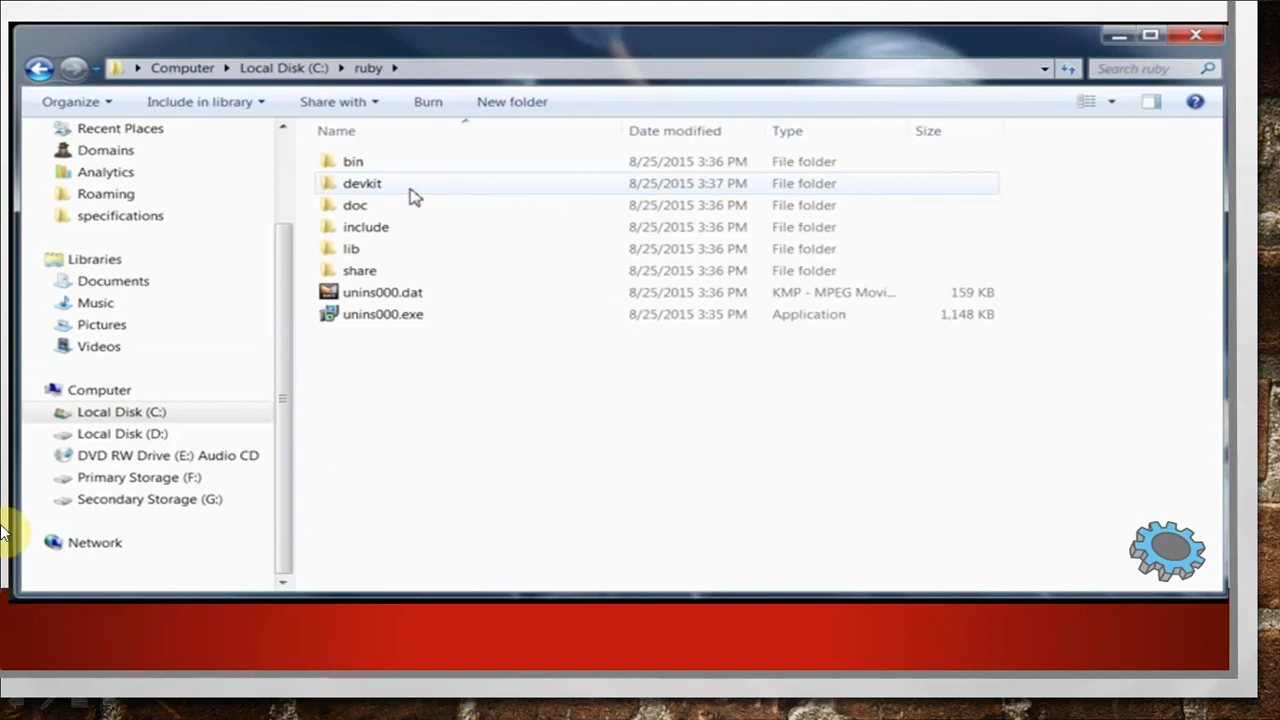 Computer Local Disk (C:) ruby Search ruby
Organize Include in library Share with Burn New folder
Recent Places
Domains
Analytics
Roaming
specifications
Libraries
Documents
Music
Pictures
Videos
Computer
Local Disk (C:)
Local Disk (D:)
DVD RW Drive (E:) Audio CD
Primary Storage (F:)
Secondary Storage (G:)
Network
Name Date modified Type Size
bin 8/25/2015 3:36 PM File folder
devkit 8/25/2015 3:37 PM File folder
doc 8/25/2015 3:36 PM File folder
include 8/25/2015 3:36 PM File folder
lib 8/25/2015 3:36 PM File folder
share 8/25/2015 3:36 PM File folder
unins000.dat 8/25/2015 3:36 PM KMP - MPEG Movi... 159 KB
unins000.exe 8/25/2015 3:35 PM Application 1,148 KB